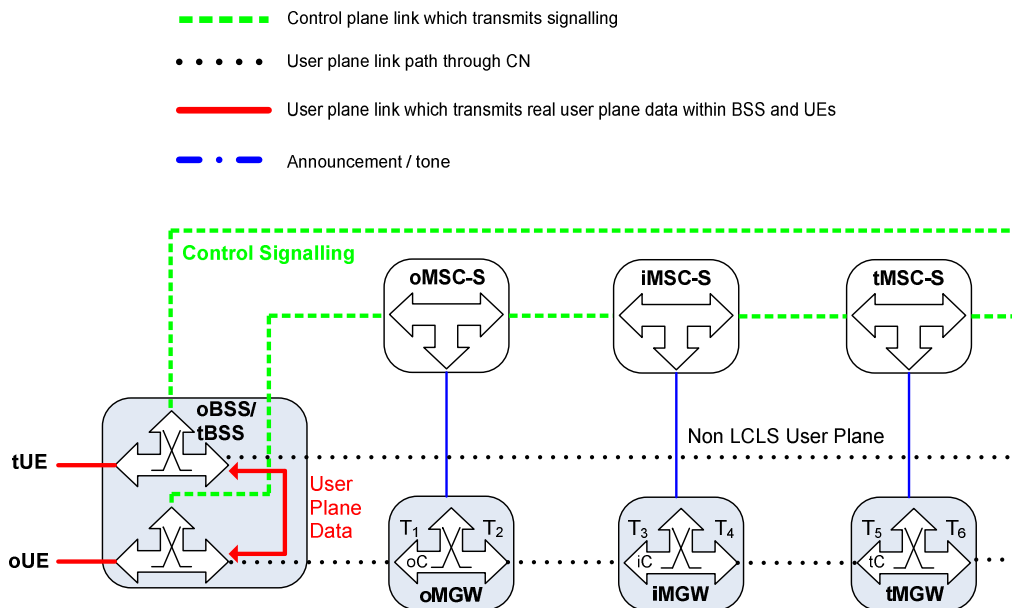 Control plane link which transmits signalling
User plane link path through CN
User plane link which transmits real user plane data within BSS and UEs
Announcement / tone
Control Signalling
oMSC-S
iMSC-S
tMSC-S
oBSS/
tBSS
Non LCLS User Plane
tUE
User
Plane
Data
T1
T2
T3
T4
T5
T6
oUE
oC
iC
tC
oMGW
iMGW
tMGW